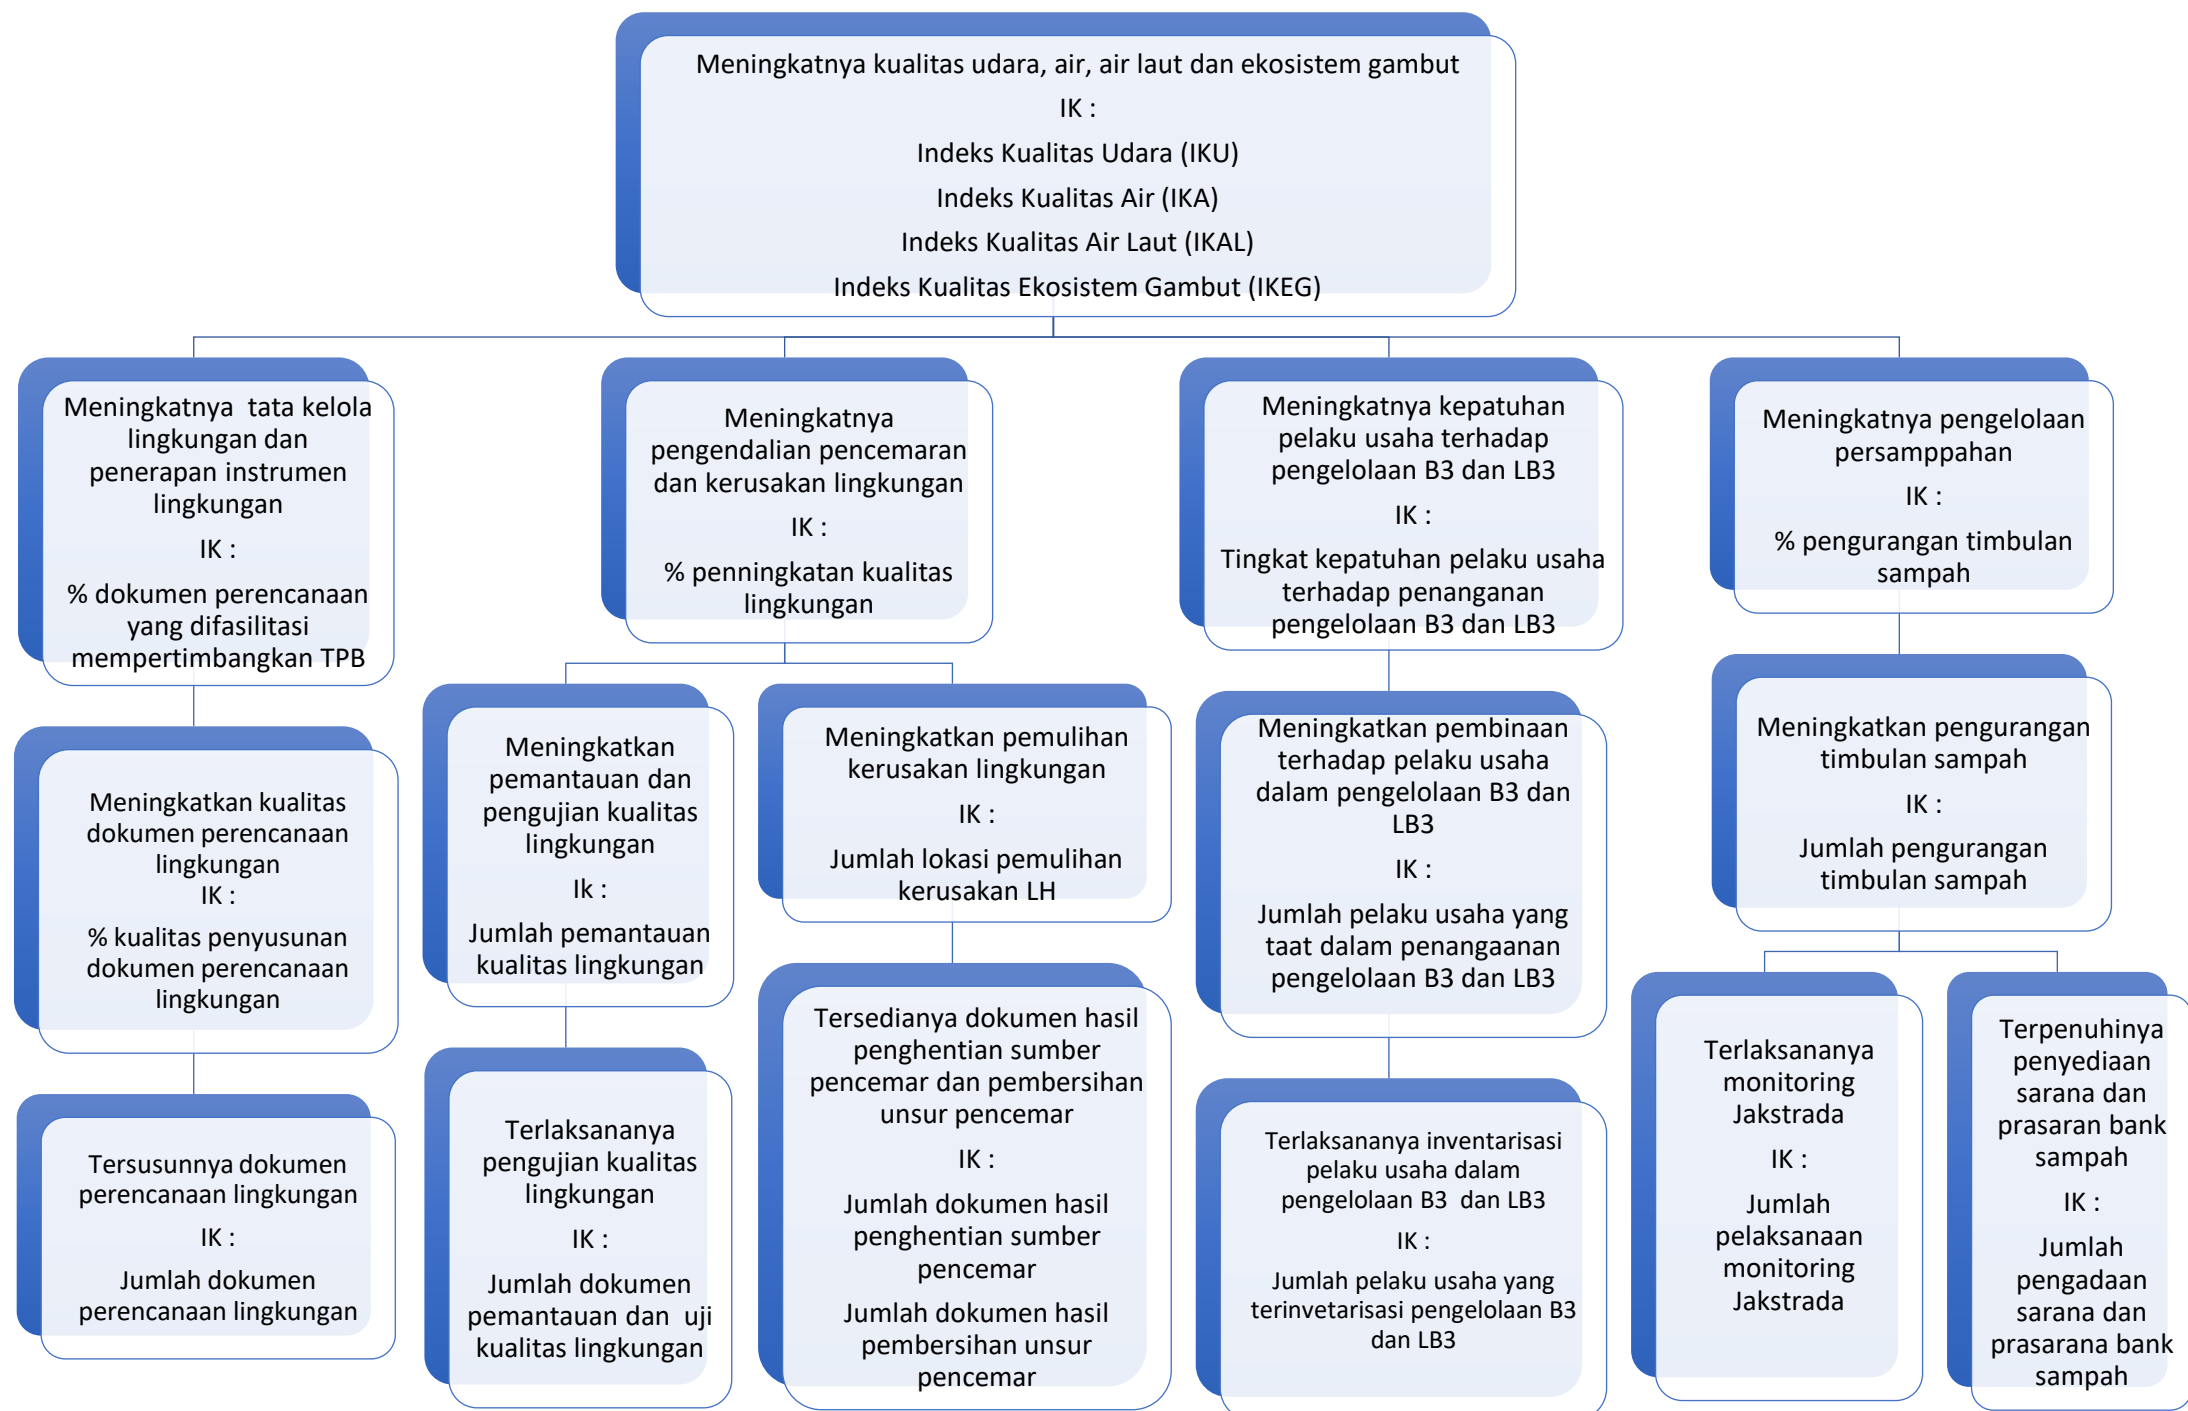 Meningkatnya kualitas udara, air, air laut dan ekosistem gambut
IK :
Indeks Kualitas Udara (IKU)
Indeks Kualitas Air (IKA)
Indeks Kualitas Air Laut (IKAL)
Indeks Kualitas Ekosistem Gambut (IKEG)
Meningkatnya  tata kelola
lingkungan dan
penerapan instrumen
lingkungan
IK :
% dokumen perencanaan
yang difasilitasi
mempertimbangkan TPB
Meningkatkan kualitas
dokumen perencanaan
lingkungan
IK :
% kualitas penyusunan
dokumen perencanaan
lingkungan
Tersusunnya dokumen
perencanaan lingkungan
IK :
Jumlah dokumen
perencanaan lingkungan
Meningkatnya
pengendalian pencemaran
dan kerusakan lingkungan
IK :
% penningkatan kualitas
lingkungan
Meningkatkan
pemantauan dan
pengujian kualitas
lingkungan
Ik :
Jumlah pemantauan
kualitas lingkungan
Terlaksananya
pengujian kualitas
lingkungan
IK :
Jumlah dokumen
pemantauan dan  uji
kualitas lingkungan
Meningkatkan pemulihan
kerusakan lingkungan
IK :
Jumlah lokasi pemulihan
kerusakan LH
Tersedianya dokumen hasil
penghentian sumber
pencemar dan pembersihan
unsur pencemar
IK :
Jumlah dokumen hasil
penghentian sumber
pencemar
Jumlah dokumen hasil
pembersihan unsur
pencemar
Meningkatnya kepatuhan
pelaku usaha terhadap
pengelolaan B3 dan LB3
IK :
Tingkat kepatuhan pelaku usaha
terhadap penanganan
pengelolaan B3 dan LB3
Meningkatkan pembinaan
terhadap pelaku usaha
dalam pengelolaan B3 dan
LB3
IK :
Jumlah pelaku usaha yang
taat dalam penangaanan
pengelolaan B3 dan LB3
Terlaksananya inventarisasi
pelaku usaha dalam
pengelolaan B3  dan LB3
IK :
Jumlah pelaku usaha yang
terinvetarisasi pengelolaan B3
dan LB3
Meningkatnya pengelolaan
persamppahan
IK :
% pengurangan timbulan
sampah
Meningkatkan pengurangan
timbulan sampah
IK :
Jumlah pengurangan
timbulan sampah
Terlaksananya
monitoring
Jakstrada
IK :
Jumlah
pelaksanaan
monitoring
Jakstrada
Terpenuhinya
penyediaan
sarana dan
prasaran bank
sampah
IK :
Jumlah
pengadaan
sarana dan
prasarana bank
sampah